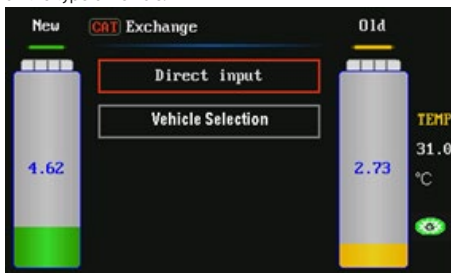 New CAT Exchange Old
Direct input
Vehicle Selection
TEMP
31.0
4.62 2.73
°C